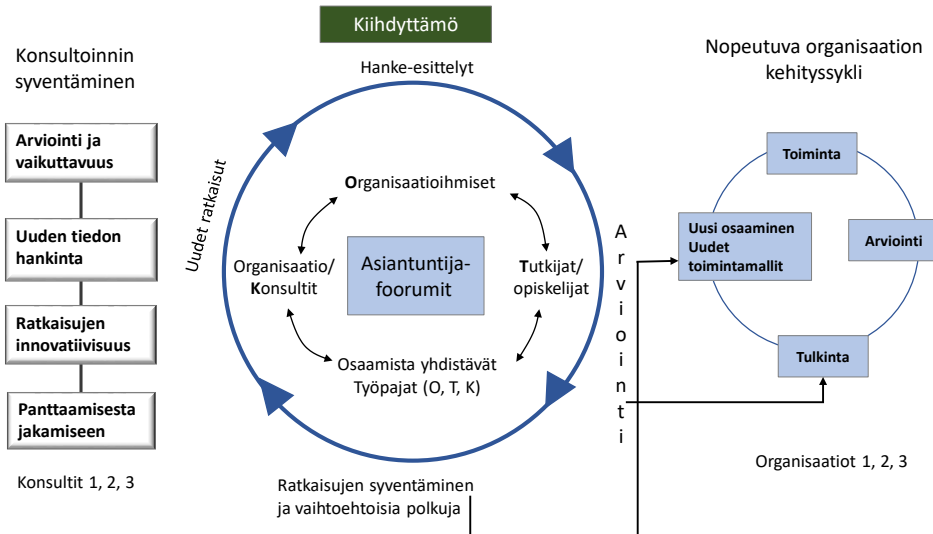 Kiihdyttämö
Konsultoinnin
syventäminen
Arviointi ja
vaikuttavuus
Uuden tiedon
hankinta
Ratkaisujen
innovatiivisuus
Panttaamisesta
jakamiseen
Konsultit 1, 2, 3
Hanke-esittelyt
Uudet ratkaisut
Organisaatioihmiset
Organisaatio/
Konsultit
Asiantuntija-
foorumit
Tutkijat/
opiskelijat
Osaamista yhdistävät
Työpajat (O, T, K)
Ratkaisujen syventäminen
ja vaihtoehtoisia polkuja
Arviointi
Nopeutuva organisaation
kehityssykli
Toiminta
Uusi osaaminen
Uudet
toimintamallit
Arviointi
Tulkinta
Organisaatiot 1, 2, 3